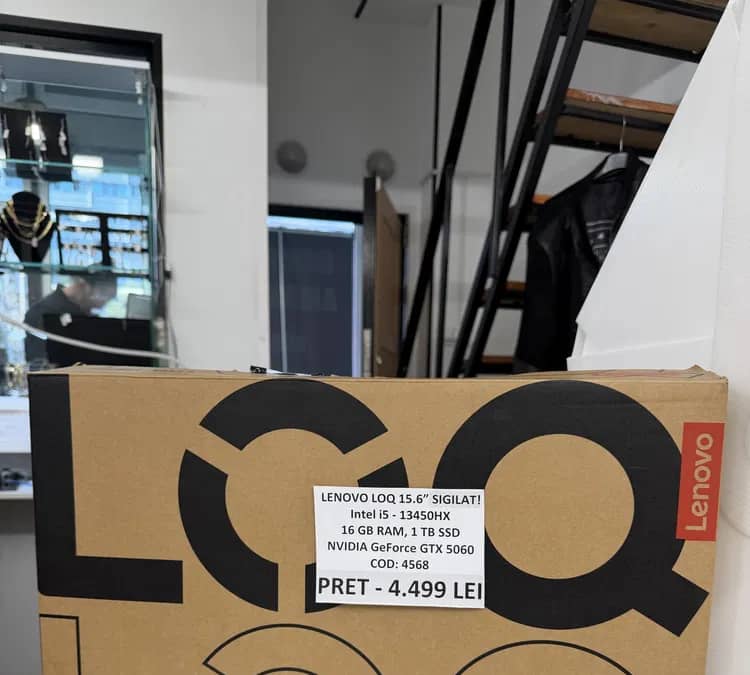 LOQ
Lenovo
LENOVO LOQ 15.6” SIGILAT!
Intel i5 - 13450HX
16 GB RAM, 1 TB SSD
NVIDIA GeForce GTX 5060
COD: 4568
PRET - 4.499 LEI